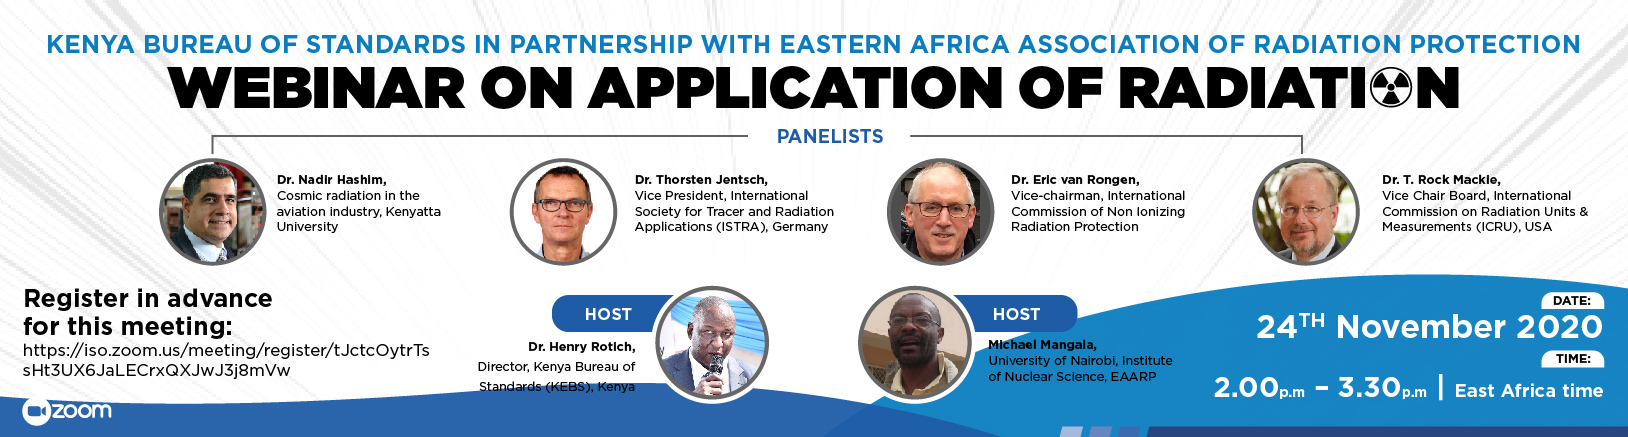 KENYA BUREAU OF STANDARDS IN PARTNERSHIP WITH EASTERN AFRICA ASSOCIATION OF RADIATION PROTECTION
WEBINAR ON APPLICATION OF RADIATION
PANELISTS
Dr. Nadir Hashim,
Cosmic radiation in the
aviation industry, Kenyatta
University
Dr. Thorsten Jentsch,
Vice President, International
Society for Tracer and Radiation
Applications (ISTRA), Germany
Dr. Eric van Rongen,
Vice-chairman, International
Commission of Non Ionizing
Radiation Protection
Dr. T. Rock Mackie,
Vice Chair Board, International
Commission on Radiation Units &
Measurements (ICRU), USA
Register in advance
for this meeting:
https://iso.zoom.us/meeting/register/tJctcOytrTs
sHt3UX6JaLECrxQXJwJ3j8mVw
zoom
HOST
Dr. Henry Rotich,
Director, Kenya Bureau of
Standards (KEBS), Kenya
HOST
Michael Mangala,
University of Nairobi, Institute
of Nuclear Science, EAARP
DATE:
24TH November 2020
TIME:
2.00p.m – 3.30p.m | East Africa time